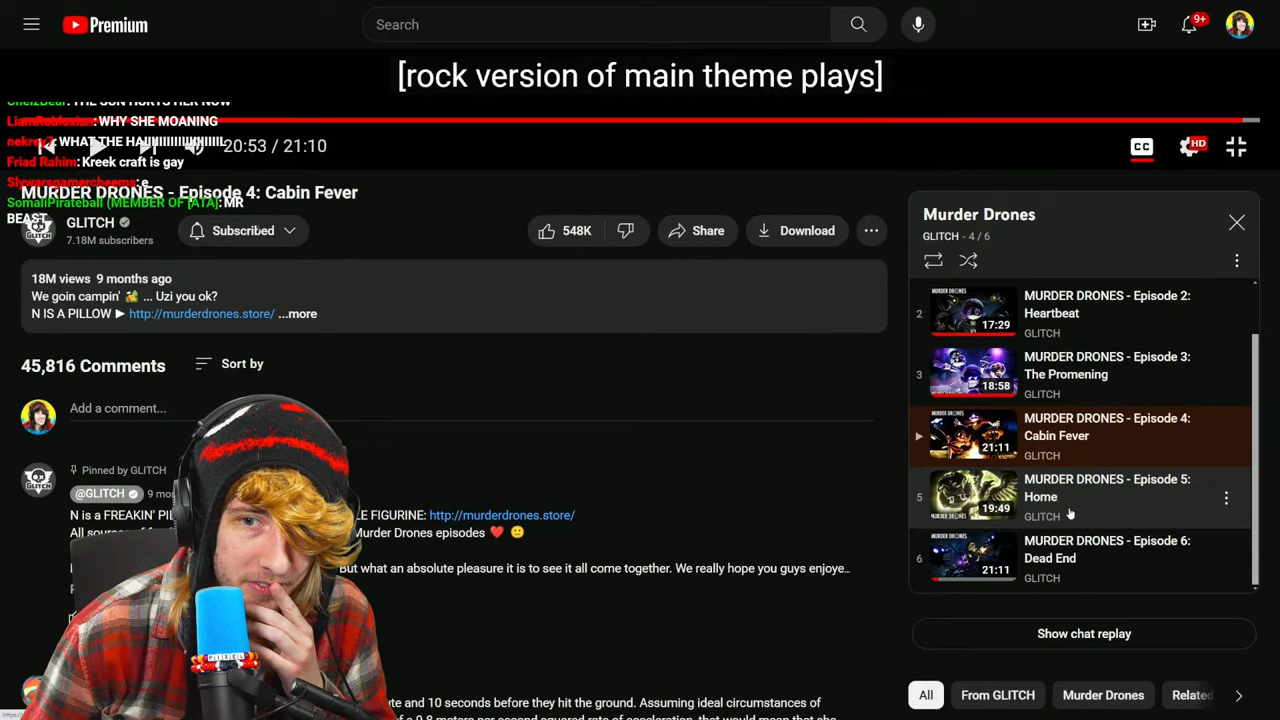 Premium
Search
9+
[rock version of main theme plays]
CheizBear: THE SUN HURTS HER NOW
LiamRobloxian: WHY SHE MOANING
WHAT THE
Friad Rahim: Kreek craft is gay
Slywarsgamercheems: e
SomaliPirateball (MEMBER OF [ATA]: MR
BEAST
20:53 / 21:10
CC
HD
MURDER DRONES - Episode 4: Cabin Fever
GLITCH
7.18M subscribers
Subscribed
548K
Share
Download
18M views 9 months ago
We goin campin' 🏕️ ... Uzi you ok?
N IS A PILLOW ► http://murderdrones.store/ ...more
45,816 Comments
Sort by
Add a comment...
Pinned by GLITCH
@GLITCH
9 mo
N is a FREAKIN' PI
LE FIGURINE: http://murderdrones.store/
Murder Drones episodes ❤️ 🙂
But what an absolute pleasure it is to see it all come together. We really hope you guys enjoye...
and 10 seconds before they hit the ground. Assuming ideal circumstances of
Murder Drones
GLITCH - 4 / 6
2
17:29
MURDER DRONES - Episode 2:
Heartbeat
GLITCH
3
18:58
MURDER DRONES - Episode 3:
The Promening
GLITCH
21:11
MURDER DRONES - Episode 4:
Cabin Fever
GLITCH
5
19:49
MURDER DRONES - Episode 5:
Home
GLITCH
6
21:11
MURDER DRONES - Episode 6:
Dead End
GLITCH
Show chat replay
All
From GLITCH
Murder Drones
Related